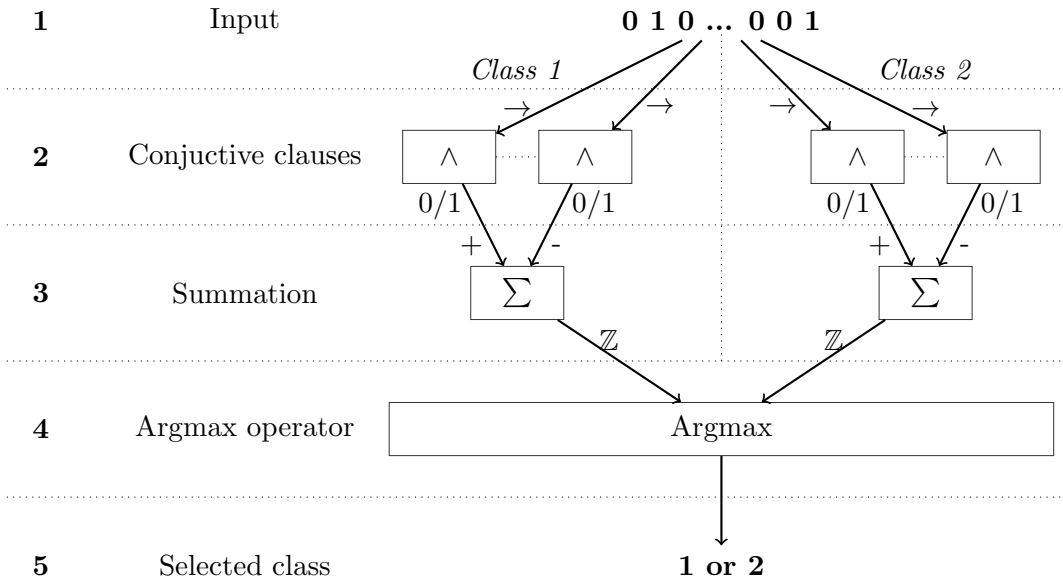 1 Input 0 1 0 ... 0 0 1
Class 1 Class 2
→ → → →
2 Conjuctive clauses ∧ ∧ ∧ ∧
0/1 0/1 0/1 0/1
+ - + -
3 Summation ∑ ∑
ℤ ℤ
4 Argmax operator Argmax
5 Selected class 1 or 2